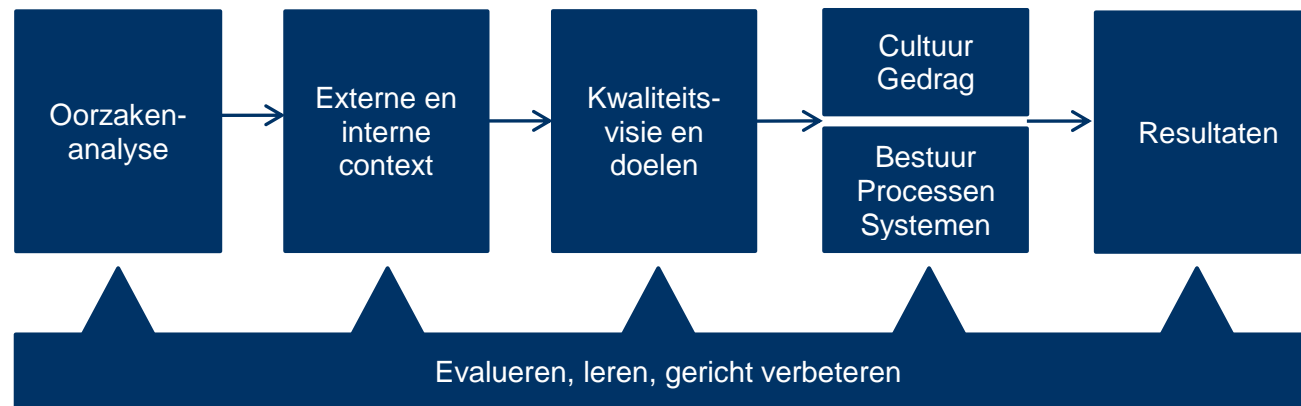 Oorzaken-
analyse
Externe en
interne
context
Kwaliteits-
visie en
doelen
Cultuur
Gedrag
Bestuur
Processen
Systemen
Resultaten
Evalueren, leren, gericht verbeteren